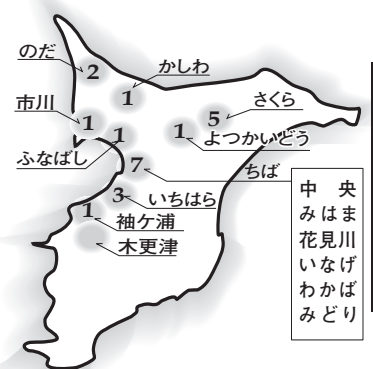 のだ
2
かしわ
1
市川
1
さくら
5
ふなばし
1
1
よつかいどう
7
ちば
3
いちはら
1
袖ケ浦
木更津
中央
みはま
花見川
いなげ
わかば
みどり